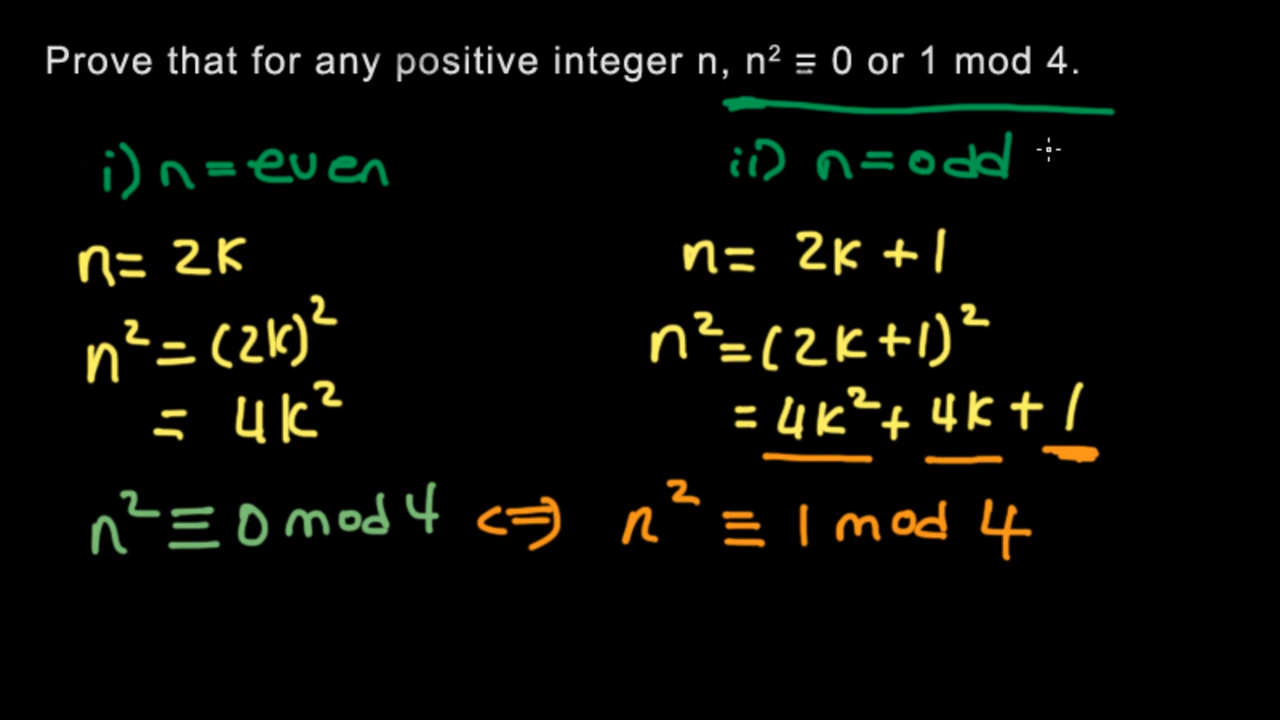 Prove that for any positive integer n, n² ≡ 0 or 1 mod 4.
i) n = even
n = 2k
n² = (2k)²
= 4k²
n² ≡ 0 mod 4
ii) n = odd
n = 2k + 1
n² = (2k+1)²
= 4k² + 4k + 1
<=> n² ≡ 1 mod 4